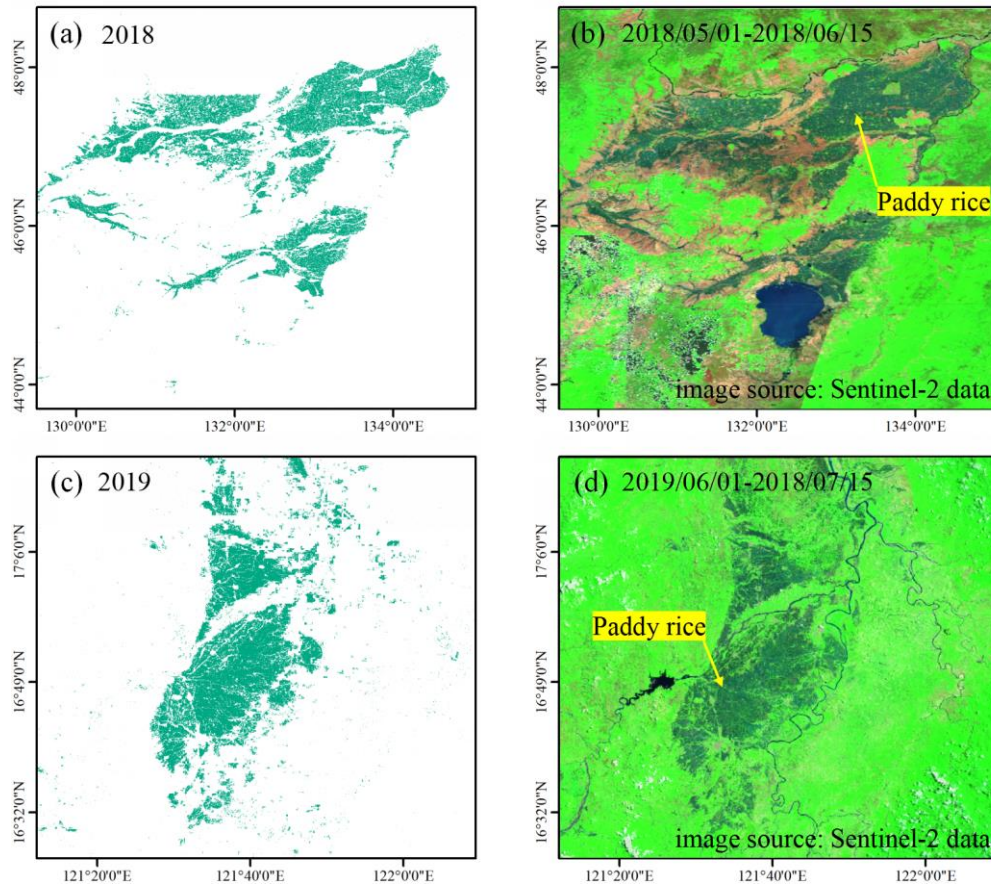 (a) 2018
48°0'0"N
46°0'0"N
44°0'0"N
130°0'0"E
132°0'0"E
134°0'0"E
(b) 2018/05/01-2018/06/15
Paddy rice
image source: Sentinel-2 data
48°0'0"N
46°0'0"N
44°0'0"N
130°0'0"E
132°0'0"E
134°0'0"E
(c) 2019
17°6'0"N
16°49'0"N
16°32'0"N
121°20'0"E
121°40'0"E
122°0'0"E
(d) 2019/06/01-2018/07/15
Paddy rice
image source: Sentinel-2 data
17°6'0"N
16°49'0"N
16°32'0"N
121°20'0"E
121°40'0"E
122°0'0"E